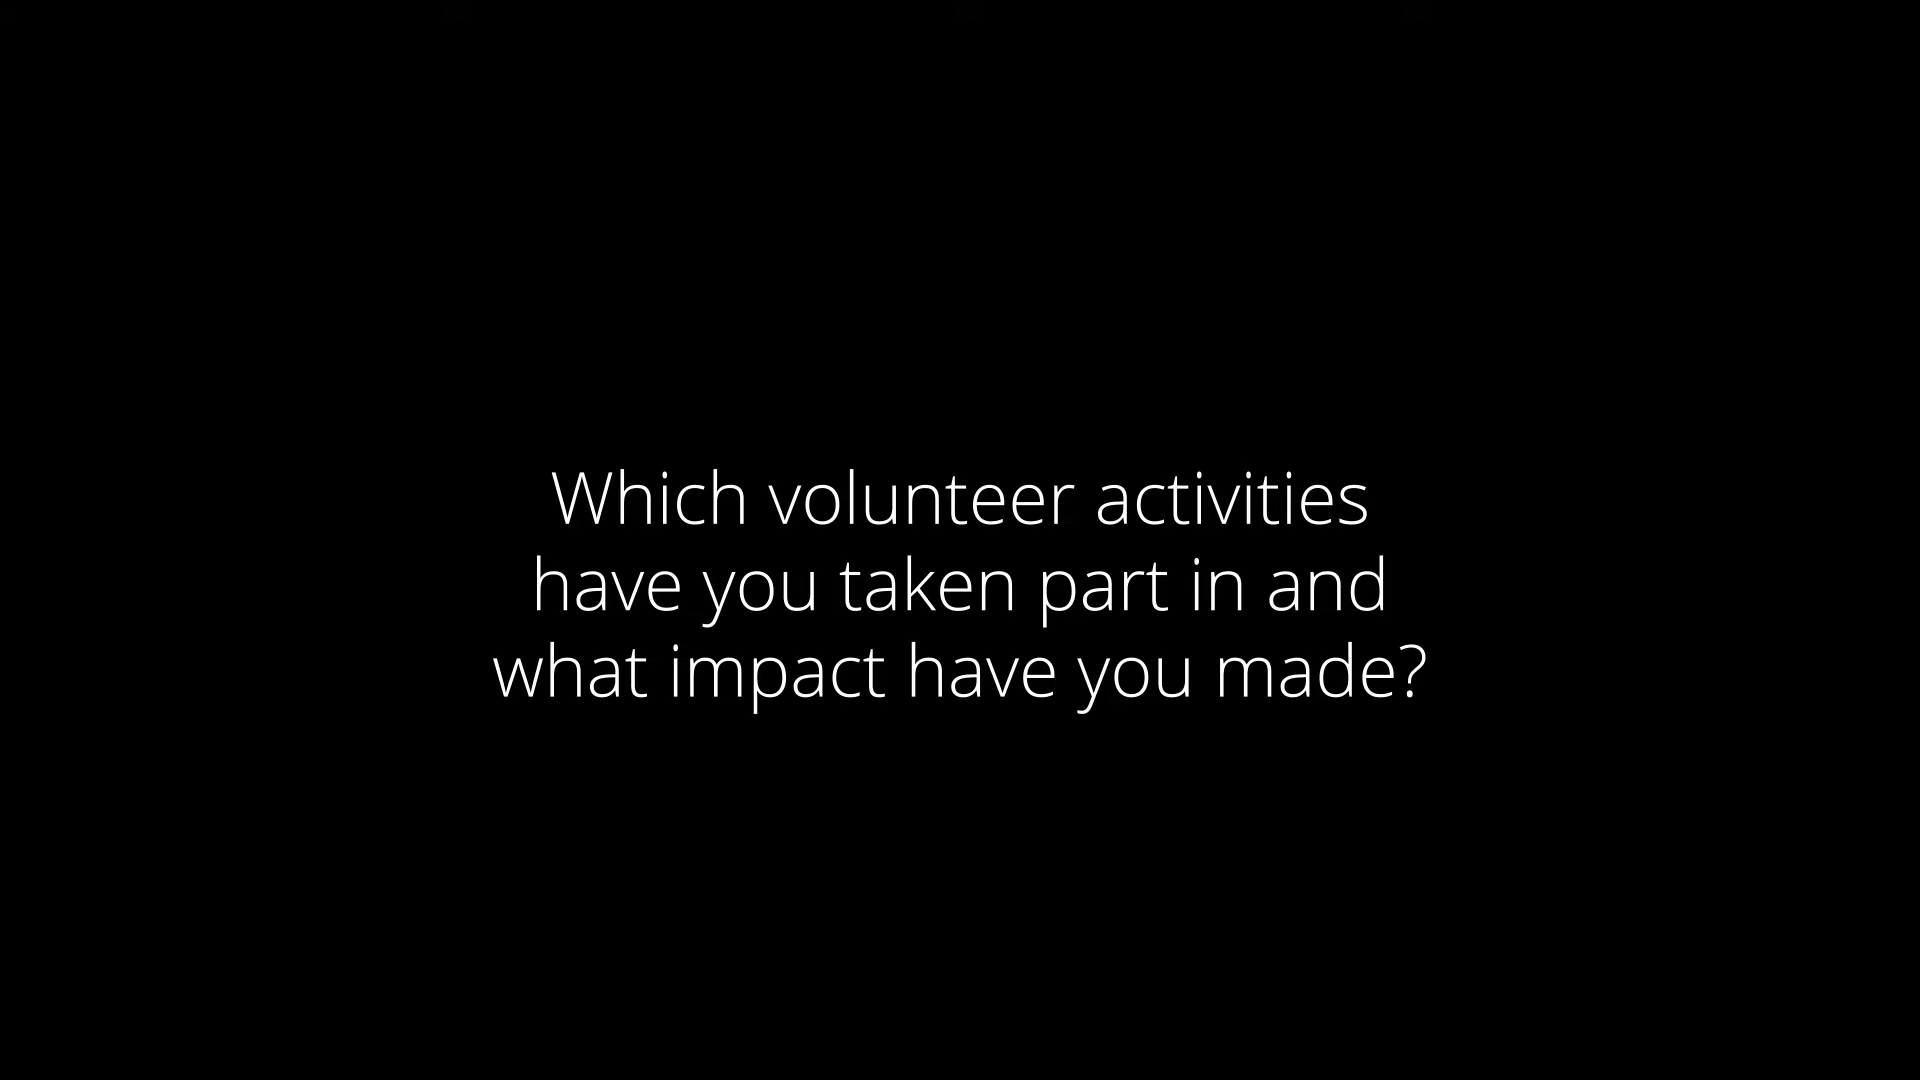 Which volunteer activities
have you taken part in and
what impact have you made?